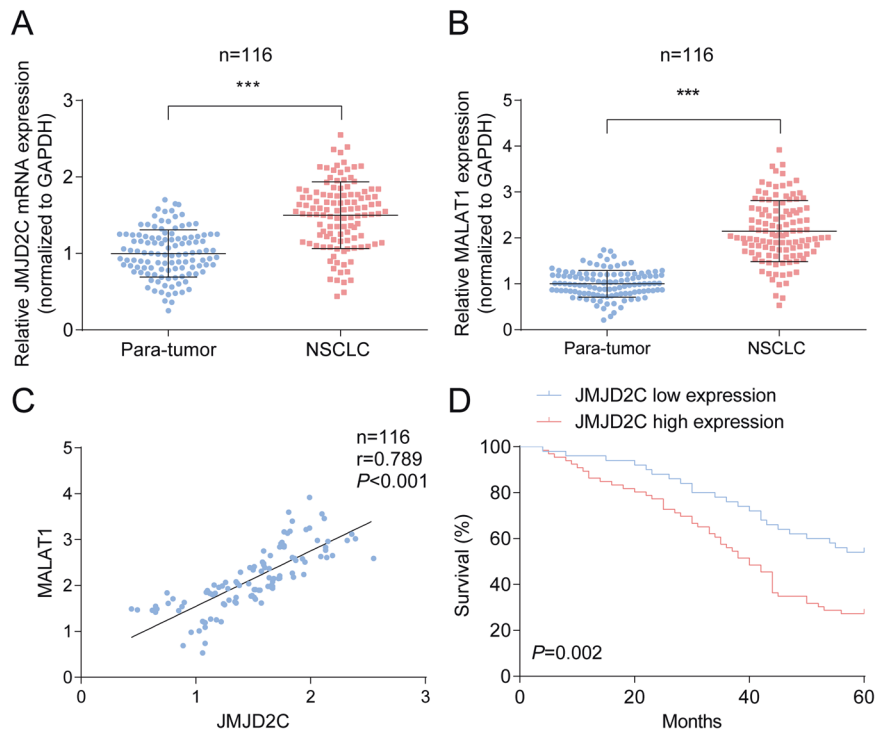 A
n=116
***
Relative JMJD2C mRNA expression
(normalized to GAPDH)
3
2
1
0
Para-tumor
NSCLC
B
n=116
***
Relative MALAT1 expression
(normalized to GAPDH)
5
4
3
2
1
0
Para-tumor
NSCLC
C
n=116
r=0.789
P<0.001
MALAT1
5
4
3
2
1
0
0
1
2
3
JMJD2C
D
JMJD2C low expression
JMJD2C high expression
Survival (%)
100
80
60
40
20
0
P=0.002
0
20
40
60
Months